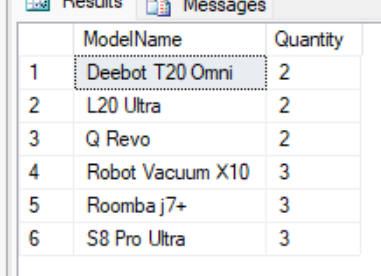 Results Messages
ModelName Quantity
1 Deebot T20 Omni 2
2 L20 Ultra 2
3 Q Revo 2
4 Robot Vacuum X10 3
5 Roomba j7+ 3
6 S8 Pro Ultra 3